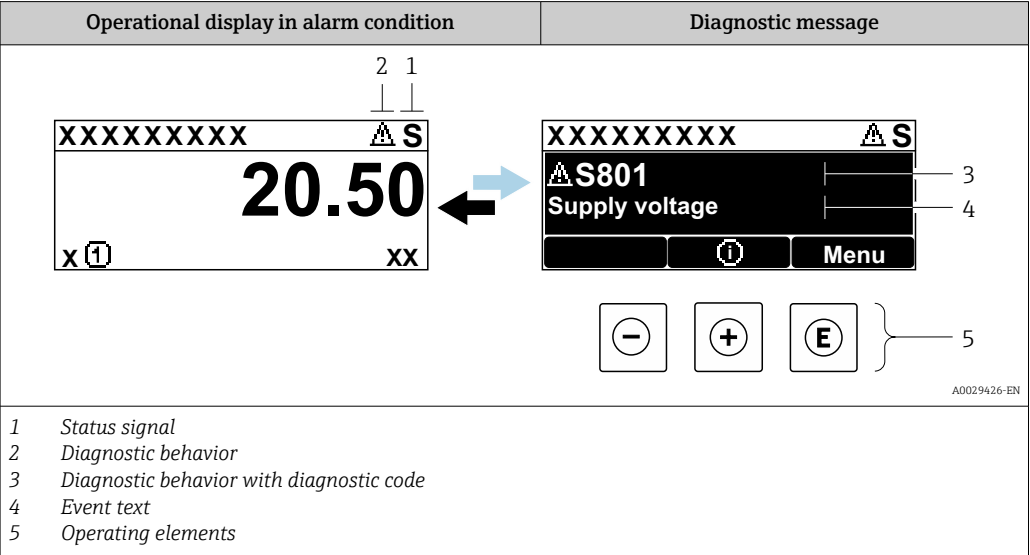 Operational display in alarm condition
Diagnostic message
2 1
XXXXXXXXX S
20.50
X 1 XX
XXXXXXXXX S
S801
3
Supply voltage
4
i Menu
- + E
5
A0029426-EN
1 Status signal
2 Diagnostic behavior
3 Diagnostic behavior with diagnostic code
4 Event text
5 Operating elements